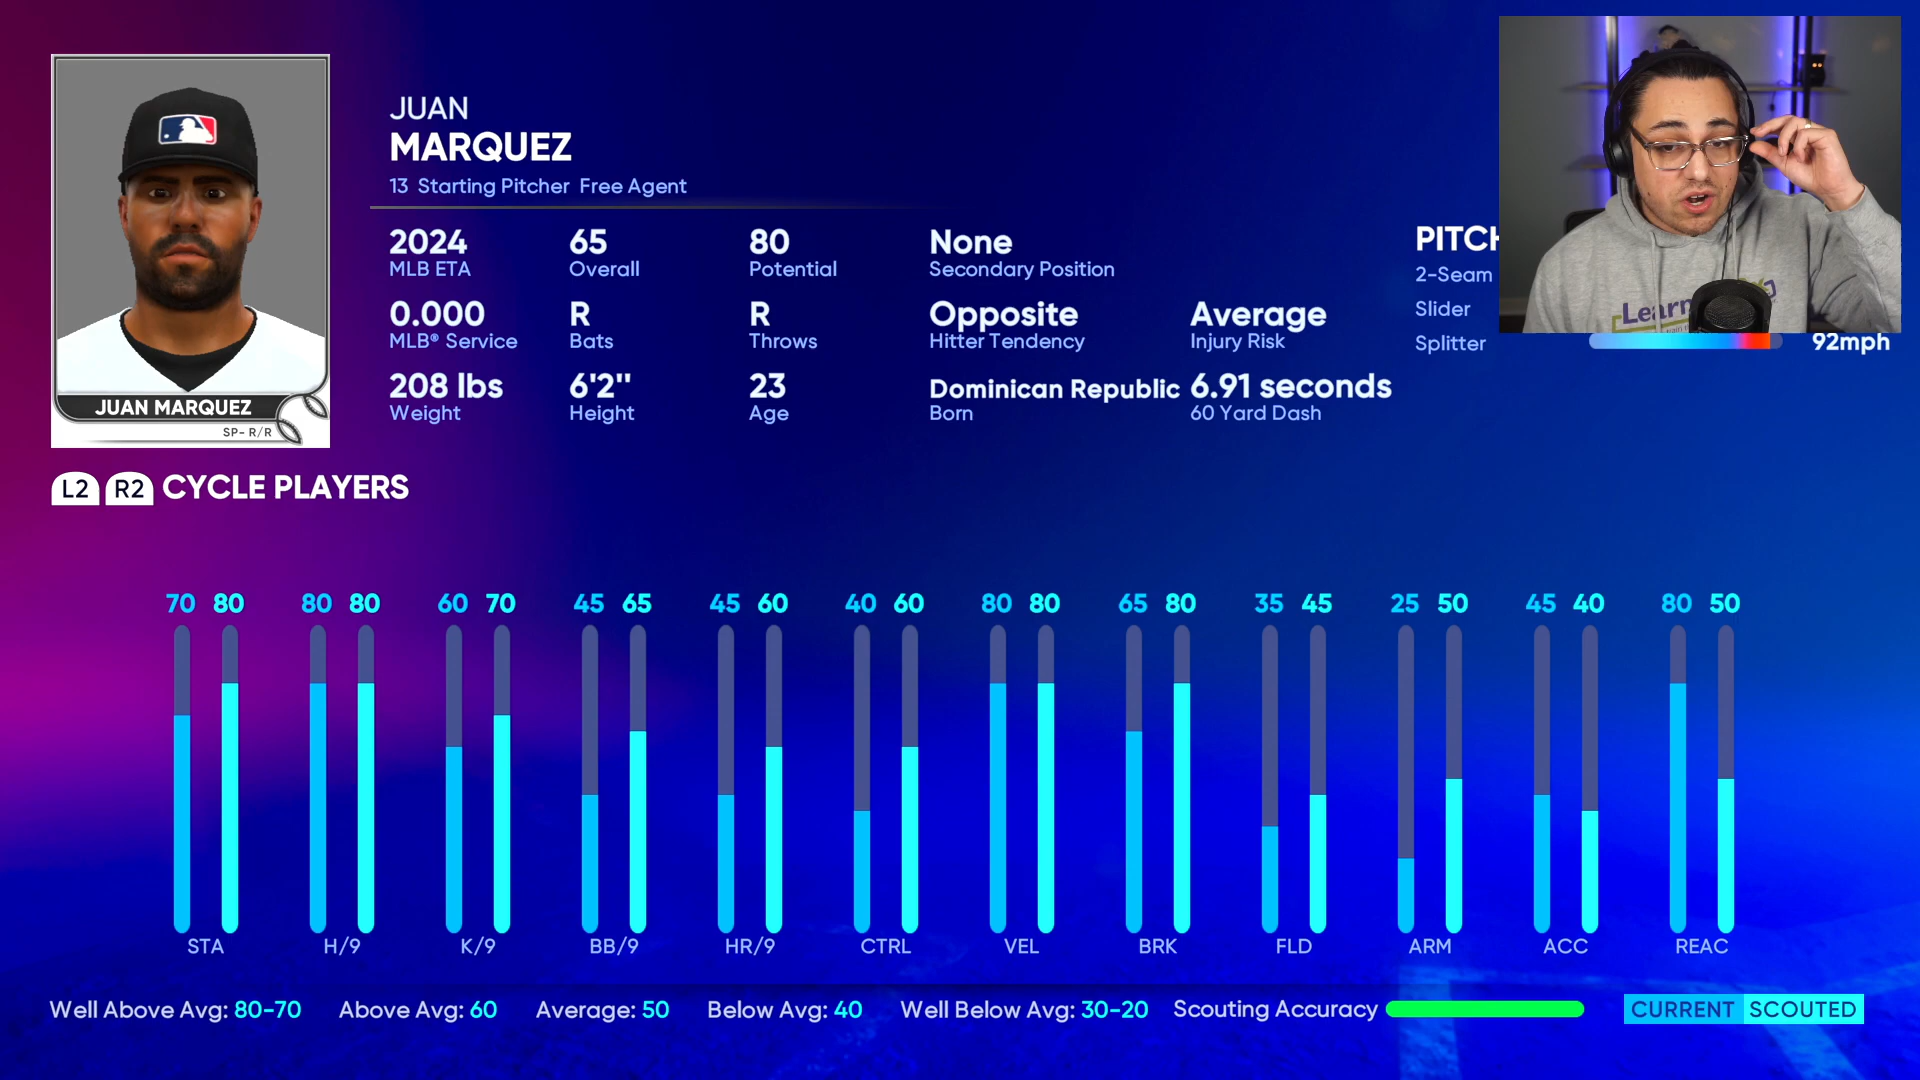 JUAN
MARQUEZ
13 Starting Pitcher Free Agent
2024 65 80 None
MLB ETA Overall Potential Secondary Position
0.000 R R Opposite Average
MLB® Service Bats Throws Hitter Tendency Injury Risk
208 lbs 6'2" 23 Dominican Republic 6.91 seconds
Weight Height Age Born 60 Yard Dash
PITCH
2-Seam
Slider
Splitter 92mph
Learn
JUAN MARQUEZ
SP- R/R
L2 R2 CYCLE PLAYERS
70 80 80 80 60 70 45 65 45 60 40 60 80 80 65 80 35 45 25 50 45 40 80 50
STA H/9 K/9 BB/9 HR/9 CTRL VEL BRK FLD ARM ACC REAC
Well Above Avg: 80-70 Above Avg: 60 Average: 50 Below Avg: 40 Well Below Avg: 30-20 Scouting Accuracy CURRENT SCOUTED